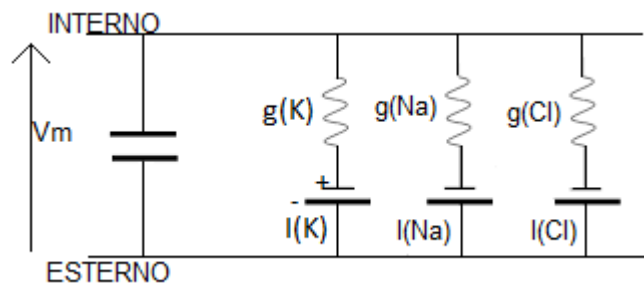 INTERNO
Vm
g(K)
g(Na)
g(Cl)
+
-
I(K)
I(Na)
I(Cl)
ESTERNO